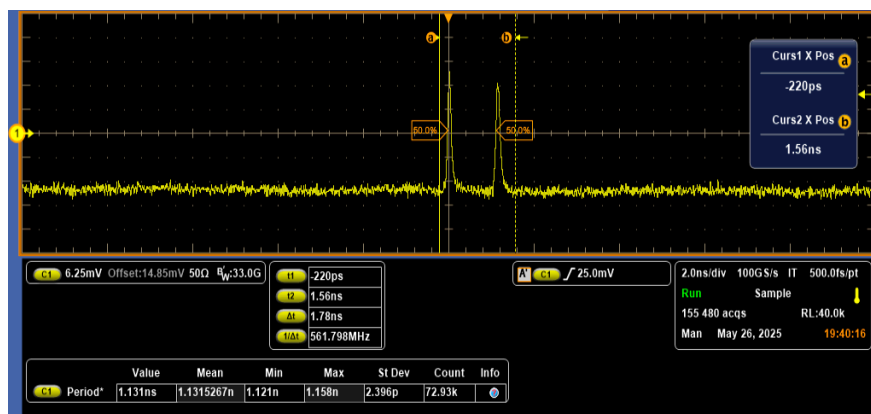 a b
Curs1 X Pos a
-220ps
Curs2 X Pos b
1.56ns
1
50.0% 50.0%
C1 6.25mV Offset:14.85mV 50Ω BW:33.0G
t1 -220ps
t2 1.56ns
Δt 1.78ns
1/Δt 561.798MHz
A' C1 25.0mV
2.0ns/div 100GS/s IT 500.0fs/pt
Run Sample
155 480 acqs RL:40.0k
Man May 26, 2025 19:40:16
Value Mean Min Max St Dev Count Info
C1 Period* 1.131ns 1.1315267n 1.121n 1.158n 2.396p 72.93k